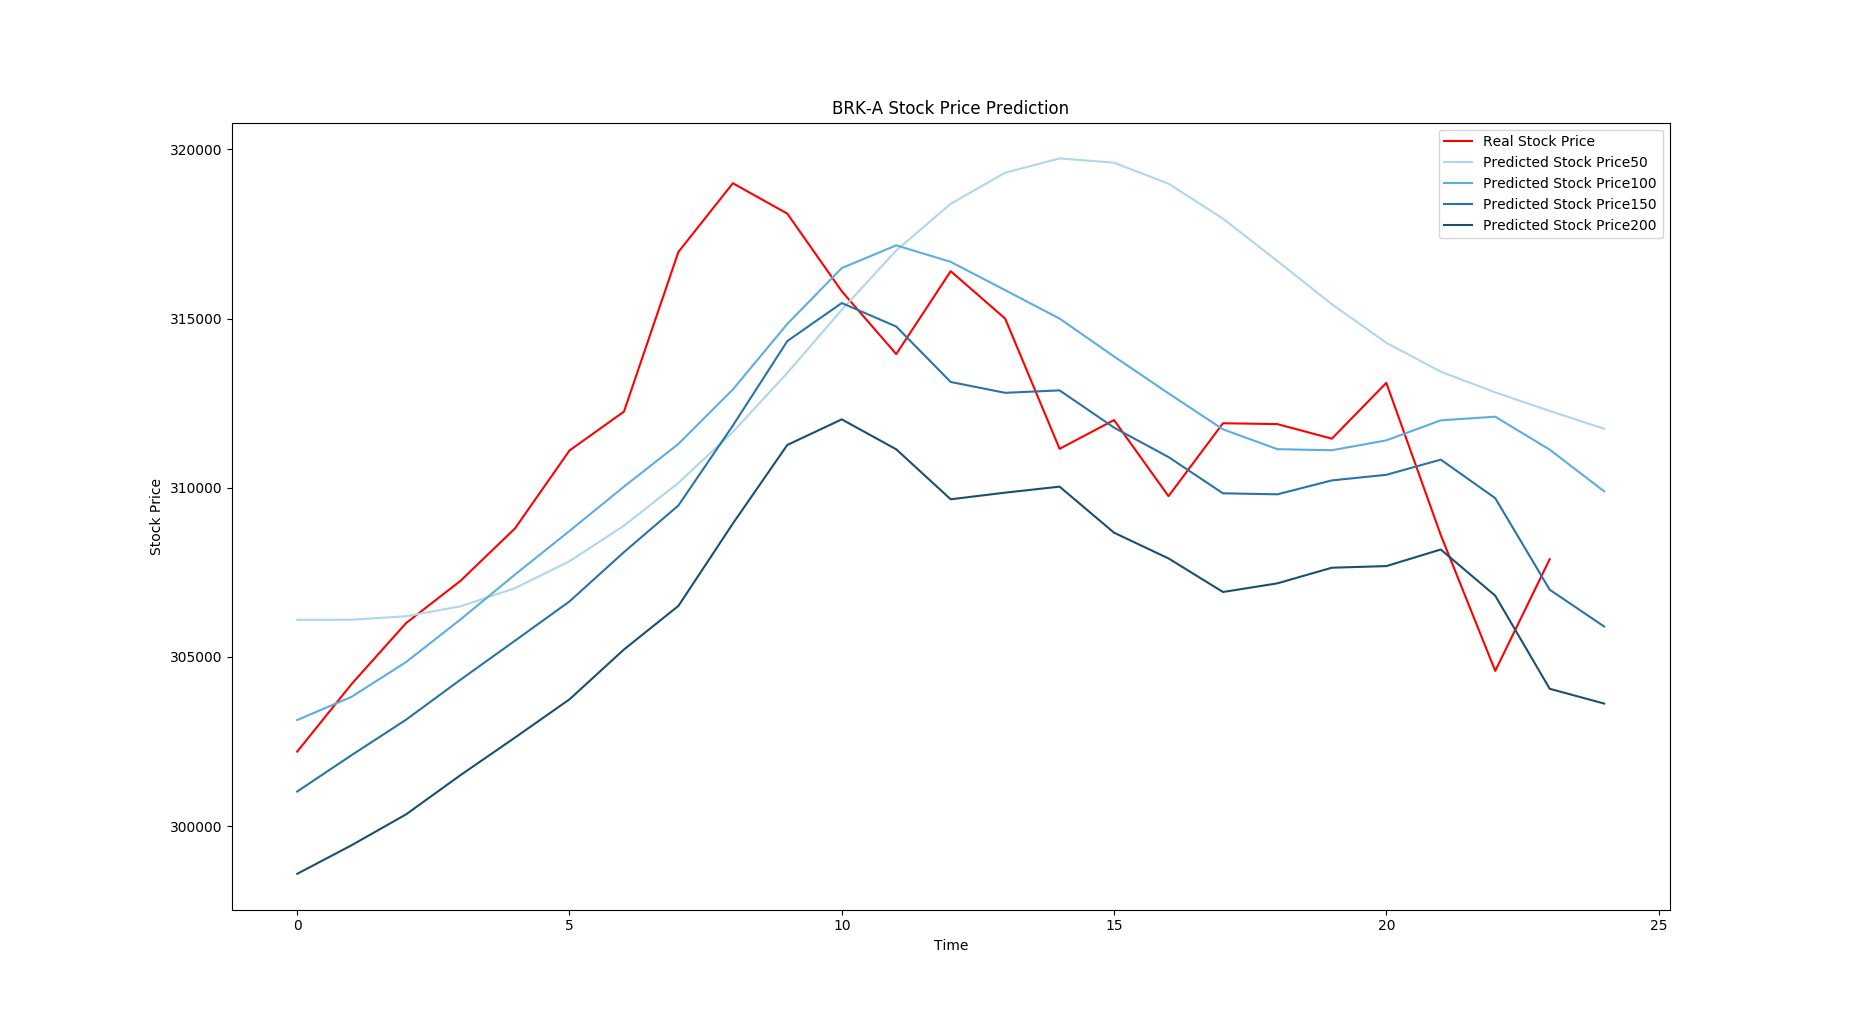 BRK-A Stock Price Prediction
Real Stock Price
Predicted Stock Price50
Predicted Stock Price100
Predicted Stock Price150
Predicted Stock Price200
320000
315000
310000
305000
300000
Stock Price
0 5 10 15 20 25
Time